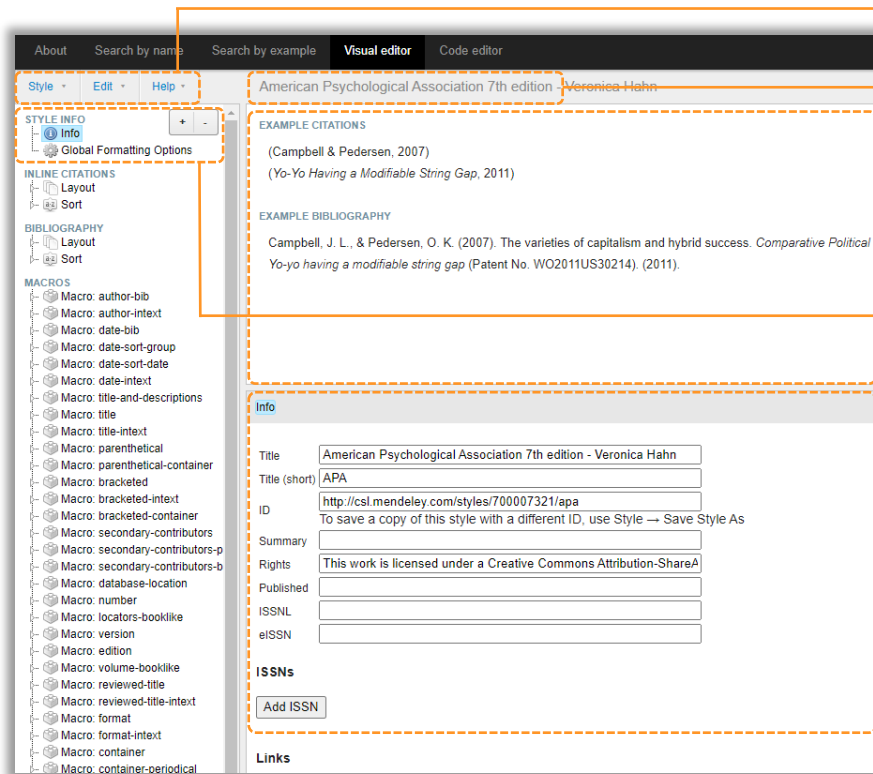 About Search by name Search by example Visual editor Code editor
Style Edit Help
American Psychological Association 7th edition - Veronica Hahn
STYLE INFO
+ -
Info
Global Formatting Options
INLINE CITATIONS
Layout
Sort
BIBLIOGRAPHY
Layout
Sort
MACROS
Macro: author-bib
Macro: author-intext
Macro: date-bib
Macro: date-sort-group
Macro: date-sort-date
Macro: date-intext
Macro: title-and-descriptions
Macro: title
Macro: title-intext
Macro: parenthetical
Macro: parenthetical-container
Macro: bracketed
Macro: bracketed-intext
Macro: bracketed-container
Macro: secondary-contributors
Macro: secondary-contributors-p
Macro: secondary-contributors-b
Macro: database-location
Macro: number
Macro: locators-booklike
Macro: version
Macro: edition
Macro: volume-booklike
Macro: reviewed-title
Macro: reviewed-title-intext
Macro: format
Macro: format-intext
Macro: container
Macro: container-periodical
EXAMPLE CITATIONS
(Campbell & Pedersen, 2007)
(Yo-Yo Having a Modifiable String Gap, 2011)
EXAMPLE BIBLIOGRAPHY
Campbell, J. L., & Pedersen, O. K. (2007). The varieties of capitalism and hybrid success. Comparative Political
Yo-yo having a modifiable string gap (Patent No. WO2011US30214). (2011).
Info
Title American Psychological Association 7th edition - Veronica Hahn
Title (short) APA
ID http://csl.mendeley.com/styles/700007321/apa
To save a copy of this style with a different ID, use Style → Save Style As
Summary
Rights This work is licensed under a Creative Commons Attribution-ShareA
Published
ISSNL
eISSN
ISSNs
Add ISSN
Links